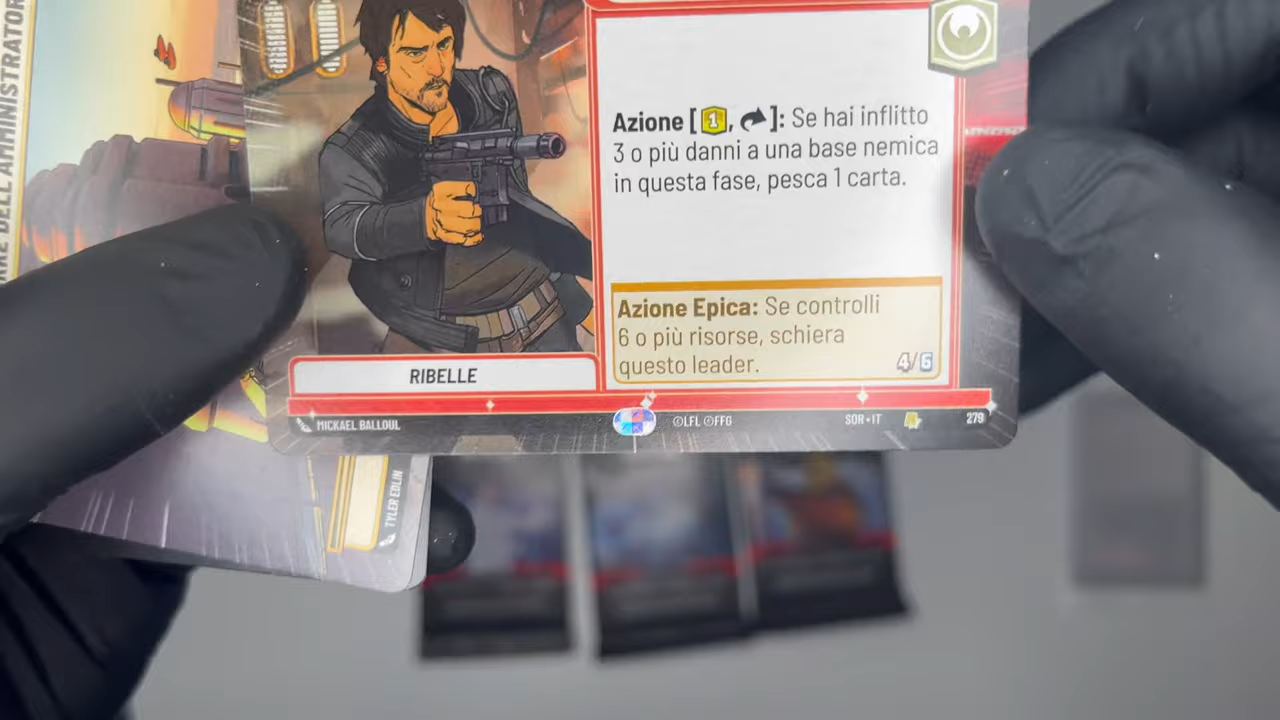 Azione [1, ]: Se hai inflitto
3 o più danni a una base nemica
in questa fase, pesca 1 carta.
Azione Epica: Se controlli
6 o più risorse, schiera
questo leader.
4/6
RIBELLE
MICKAEL BALLOUL
©LFL ©FFG
SOR•IT
279
DELL'AMMINISTRATOR
TYLER EDLIN